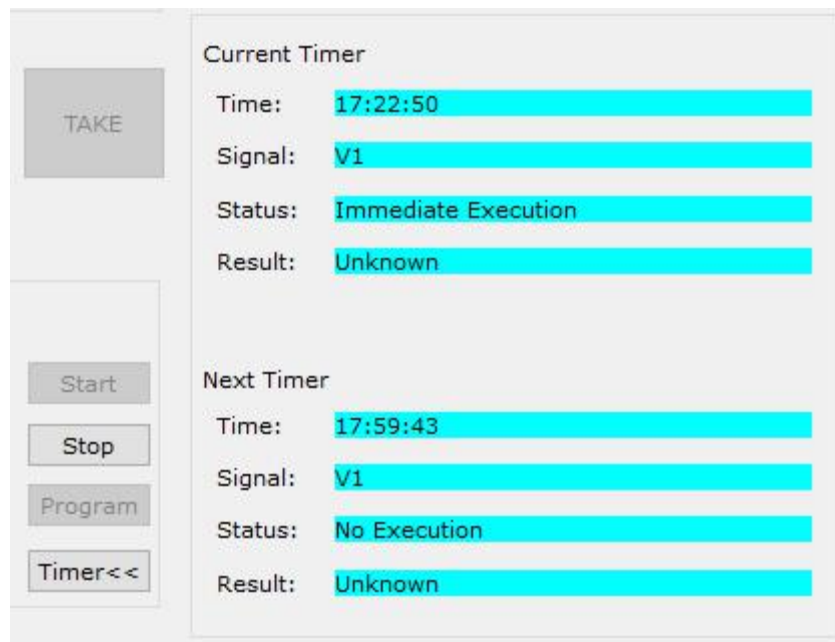 TAKE
Start
Stop
Program
Timer<<
Current Timer
Time: 17:22:50
Signal: V1
Status: Immediate Execution
Result: Unknown
Next Timer
Time: 17:59:43
Signal: V1
Status: No Execution
Result: Unknown